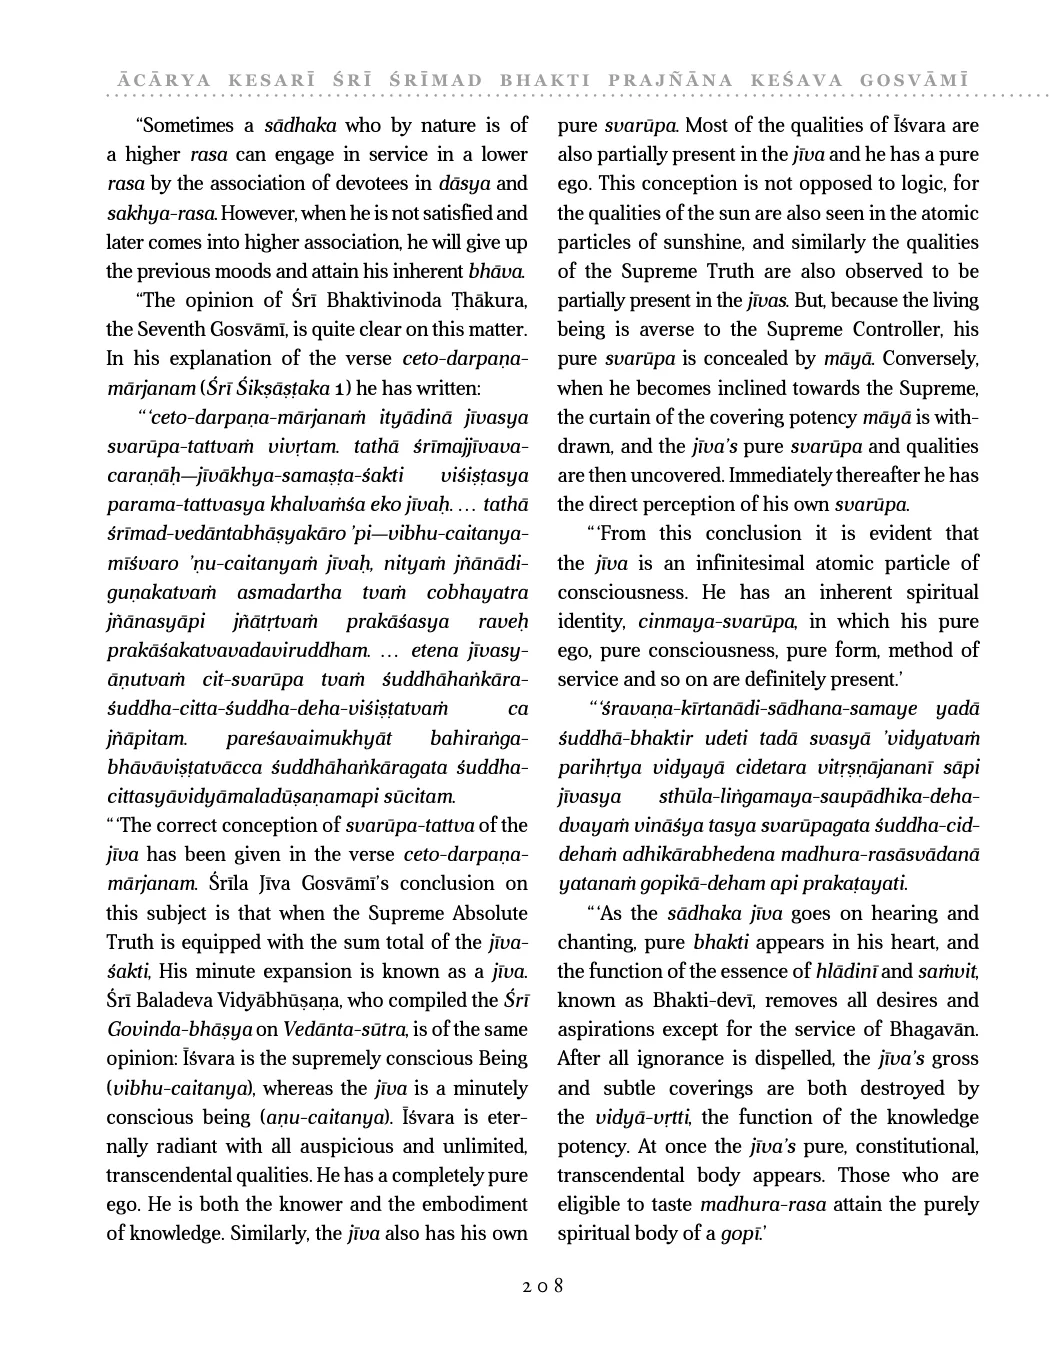 ĀCĀRYA KESARĪ ŚRĪ ŚRĪMAD BHAKTI PRAJÑĀNA KEŚAVA GOSVĀMĪ
“Sometimes a sādhaka who by nature is of
a higher rasa can engage in service in a lower
rasa by the association of devotees in dāsya and
sakhya-rasa. However, when he is not satisfied and
later comes into higher association, he will give up
the previous moods and attain his inherent bhāva.
“The opinion of Śrī Bhaktivinoda Ṭhākura,
the Seventh Gosvāmī, is quite clear on this matter.
In his explanation of the verse ceto-darpaṇa-
mārjanam (Śrī Śikṣāṣṭaka 1) he has written:
“‘ceto-darpaṇa-mārjanaṁ ityādinā jīvasya
svarūpa-tattvaṁ vivṛtam. tathā śrīmajjīvava-
caraṇāḥ—jīvākhya-samaṣṭa-śakti viśiṣṭasya
parama-tattvasya khalvaṁśa eko jīvaḥ. … tathā
śrīmad-vedāntabhāṣyakāro ’pi—vibhu-caitanya-
mīśvaro ’ṇu-caitanyaṁ jīvaḥ, nityaṁ jñānādi-
guṇakatvaṁ asmadartha tvaṁ cobhayatra
jñānasyāpi jñātṛtvaṁ prakāśasya raveḥ
prakāśakatvavadaviruddham. … etena jīvasy-
āṇutvaṁ cit-svarūpa tvaṁ śuddhāhaṅkāra-
śuddha-citta-śuddha-deha-viśiṣṭatvaṁ ca
jñāpitam. pareśavaimukhyāt bahiraṅga-
bhāvāviṣṭatvācca śuddhāhaṅkāragata śuddha-
cittasyāvidyāmaladūṣaṇamapi sūcitam.
“‘The correct conception of svarūpa-tattva of the
jīva has been given in the verse ceto-darpaṇa-
mārjanam. Śrīla Jīva Gosvāmī’s conclusion on
this subject is that when the Supreme Absolute
Truth is equipped with the sum total of the jīva-
śakti, His minute expansion is known as a jīva.
Śrī Baladeva Vidyābhūṣaṇa, who compiled the Śrī
Govinda-bhāṣya on Vedānta-sūtra, is of the same
opinion: Īśvara is the supremely conscious Being
(vibhu-caitanya), whereas the jīva is a minutely
conscious being (aṇu-caitanya). Īśvara is eter-
nally radiant with all auspicious and unlimited,
transcendental qualities. He has a completely pure
ego. He is both the knower and the embodiment
of knowledge. Similarly, the jīva also has his own
pure svarūpa. Most of the qualities of Īśvara are
also partially present in the jīva and he has a pure
ego. This conception is not opposed to logic, for
the qualities of the sun are also seen in the atomic
particles of sunshine, and similarly the qualities
of the Supreme Truth are also observed to be
partially present in the jīvas. But, because the living
being is averse to the Supreme Controller, his
pure svarūpa is concealed by māyā. Conversely,
when he becomes inclined towards the Supreme,
the curtain of the covering potency māyā is with-
drawn, and the jīva’s pure svarūpa and qualities
are then uncovered. Immediately thereafter he has
the direct perception of his own svarūpa.
“‘From this conclusion it is evident that
the jīva is an infinitesimal atomic particle of
consciousness. He has an inherent spiritual
identity, cinmaya-svarūpa, in which his pure
ego, pure consciousness, pure form, method of
service and so on are definitely present.’
“‘śravaṇa-kīrtanādi-sādhana-samaye yadā
śuddhā-bhaktir udeti tadā svasyā ’vidyatvaṁ
parihṛtya vidyayā cidetara vitṛṣṇājananī sāpi
jīvasya sthūla-liṅgamaya-saupādhika-deha-
dvayaṁ vināśya tasya svarūpagata śuddha-cid-
dehaṁ adhikārabhedena madhura-rasāsvādanā
yatanaṁ gopikā-deham api prakaṭayati.
“‘As the sādhaka jīva goes on hearing and
chanting, pure bhakti appears in his heart, and
the function of the essence of hlādinī and saṁvit,
known as Bhakti-devī, removes all desires and
aspirations except for the service of Bhagavān.
After all ignorance is dispelled, the jīva’s gross
and subtle coverings are both destroyed by
the vidyā-vṛtti, the function of the knowledge
potency. At once the jīva’s pure, constitutional,
transcendental body appears. Those who are
eligible to taste madhura-rasa attain the purely
spiritual body of a gopī.’
208